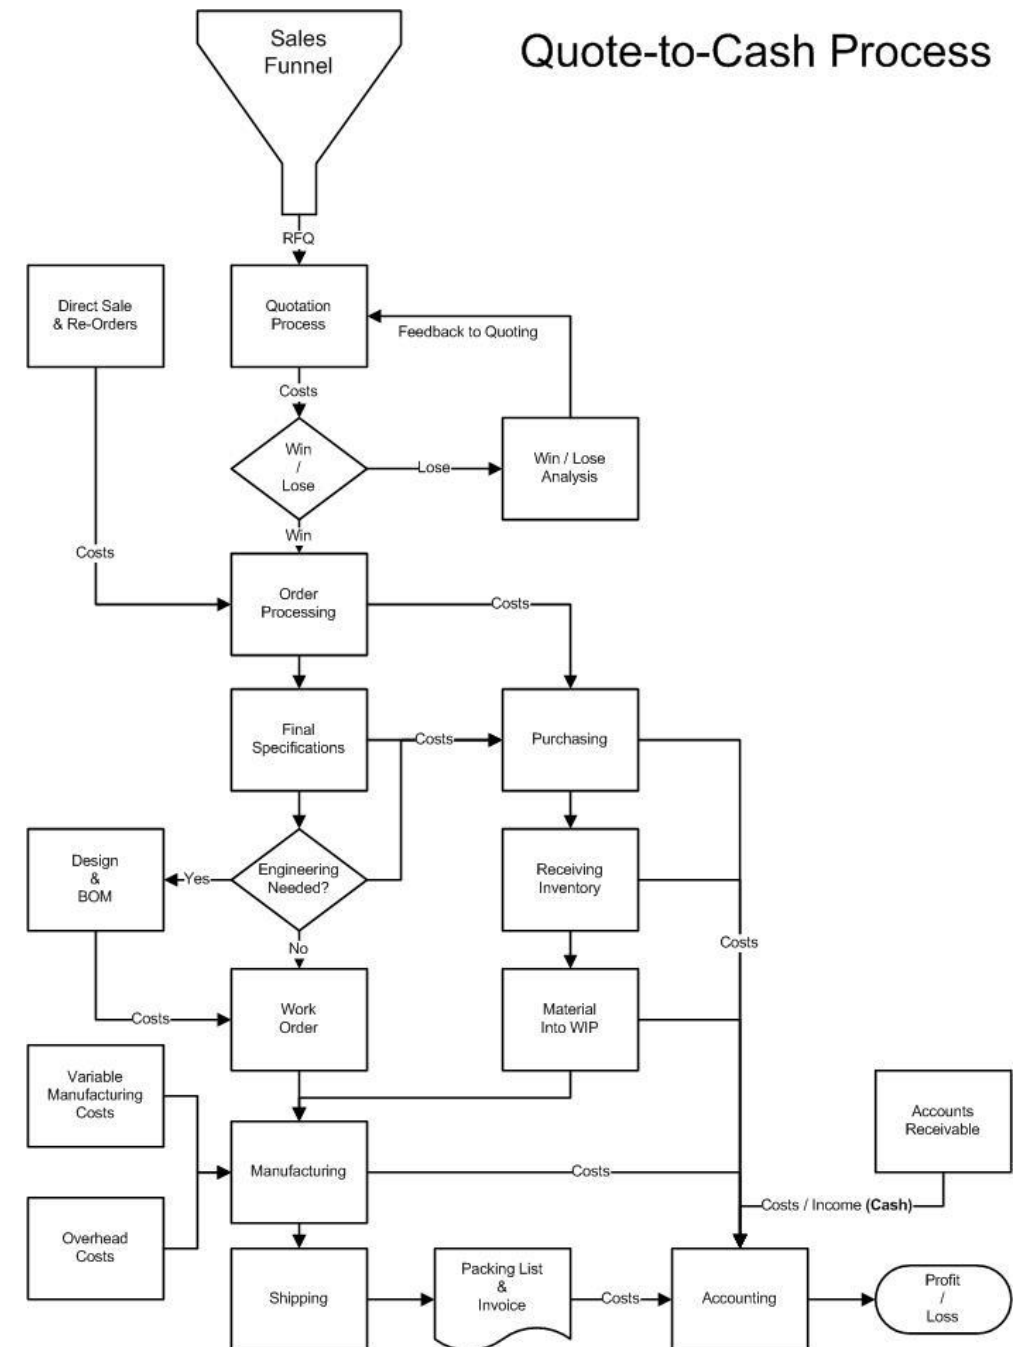 Sales
Funnel
Quote-to-Cash Process
RFQ
Direct Sale
& Re-Orders
Quotation
Process
Feedback to Quoting
Costs
Win
/
Lose
Lose
Win / Lose
Analysis
Win
Costs
Order
Processing
Costs
Final
Specifications
Costs
Purchasing
Design
&
BOM
Yes
Engineering
Needed?
Receiving
Inventory
No
Costs
Costs
Work
Order
Material
Into WIP
Variable
Manufacturing
Costs
Accounts
Receivable
Manufacturing
Costs
Costs / Income (Cash)
Overhead
Costs
Shipping
Packing List
&
Invoice
Costs
Accounting
Profit
/
Loss